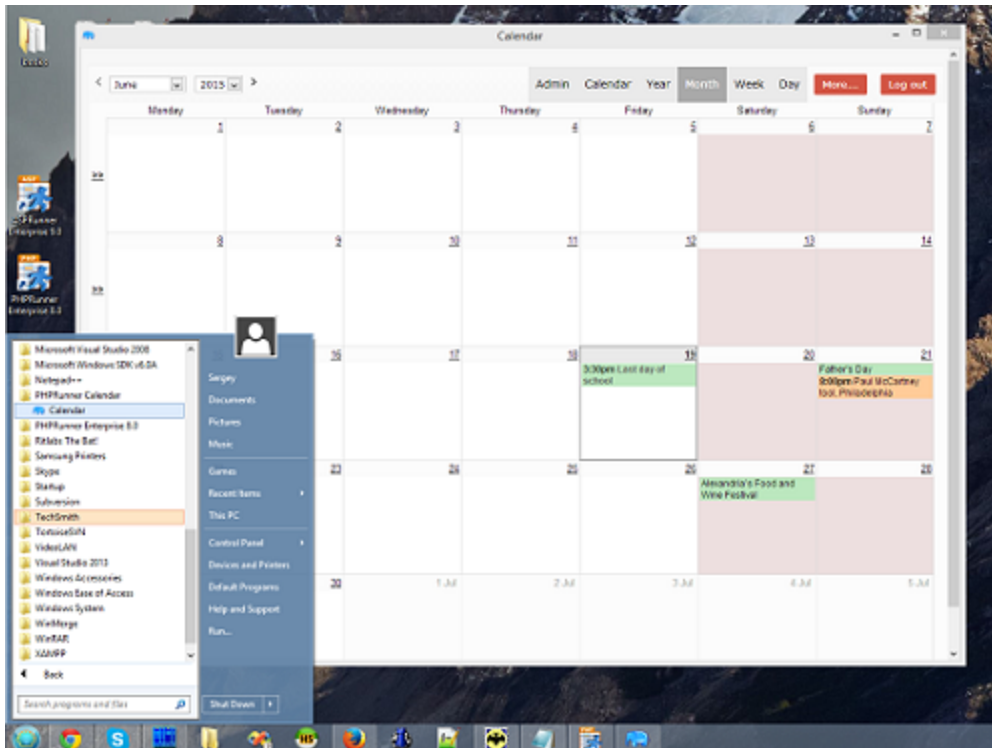 Books
Calendar
June
2015
Admin
Calendar
Year
Month
Week
Day
More...
Log out
Monday Tuesday Wednesday Thursday Friday Saturday Sunday
1 2 3 4 5 6 7
>>
8 9 10 11 12 13 14
>>
16 17 18 19 20 21
3:30pm Last day of
school
Father's Day
8:00pm Paul McCartney
tool, Philadelphia
23 24 25 26 27 28
Alexandria's Food and
Wine Festival
30 1 Jul 2 Jul 3 Jul 4 Jul 5 Jul
PHPRunner
Enterprise 8.0
Microsoft Visual Studio 2008
Microsoft Windows SDK v6.0A
Notepad++
PHPRunner Calendar
Calendar
PHPRunner Enterprise 8.0
Ritlabs The Bat!
Samsung Printers
Skype
Startup
Subversion
TechSmith
TortoiseSVN
VideoLAN
Visual Studio 2013
Windows Accessories
Windows Ease of Access
Windows System
WinMerge
WinRAR
XAMPP
Back
Search programs and files
Sergey
Documents
Pictures
Music
Games
Recent Items
This PC
Control Panel
Devices and Printers
Default Programs
Help and Support
Run...
Shut Down